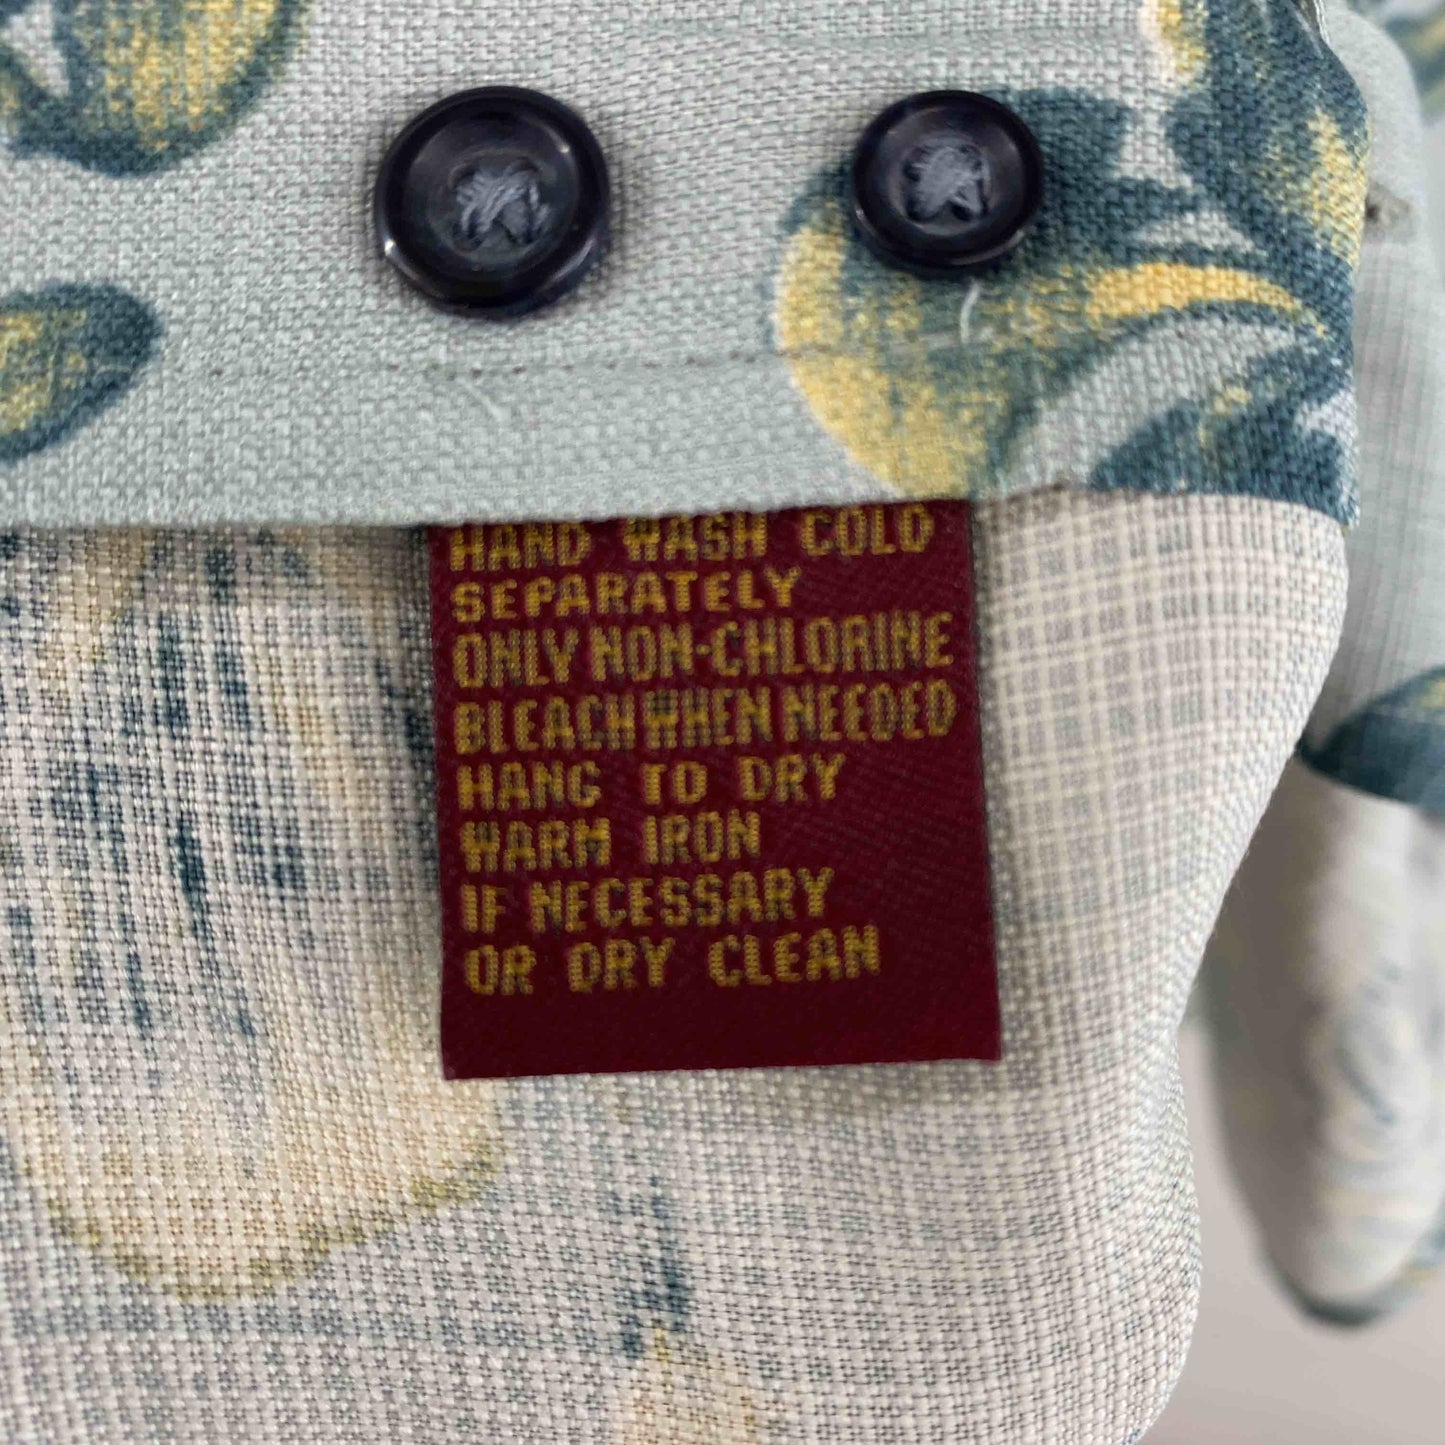 HAND WASH COLD
SEPARATELY
ONLY NON-CHLORINE
BLEACH WHEN NEEDED
HANG TO DRY
WARM IRON
IF NECESSARY
OR DRY CLEAN